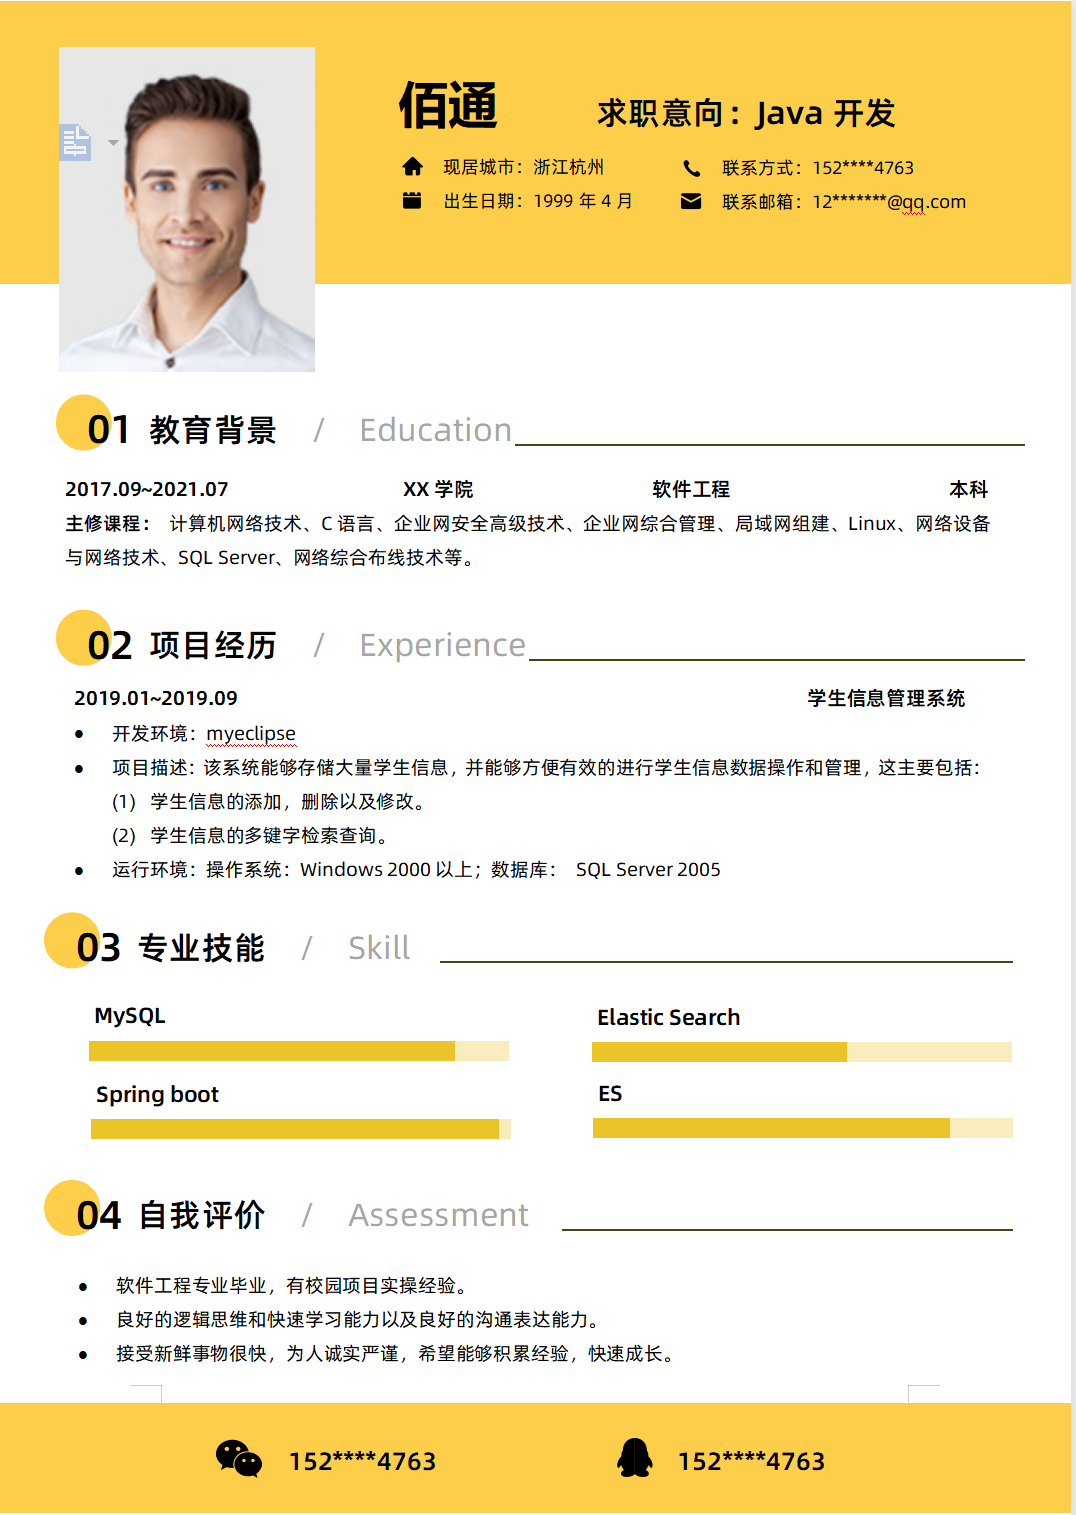 佰通
求职意向：Java 开发
现居城市：浙江杭州
联系方式：152****4763
出生日期：1999 年 4 月
联系邮箱：12*******@qq.com
01 教育背景 / Education
2017.09~2021.07 XX 学院 软件工程 本科
主修课程： 计算机网络技术、C 语言、企业网安全高级技术、企业网综合管理、局域网组建、Linux、网络设备
与网络技术、SQL Server、网络综合布线技术等。
02 项目经历 / Experience
2019.01~2019.09 学生信息管理系统
● 开发环境：myeclipse
● 项目描述：该系统能够存储大量学生信息，并能够方便有效的进行学生信息数据操作和管理，这主要包括：
(1) 学生信息的添加，删除以及修改。
(2) 学生信息的多键字检索查询。
● 运行环境：操作系统：Windows 2000 以上；数据库： SQL Server 2005
03 专业技能 / Skill
MySQL
Elastic Search
Spring boot
ES
04 自我评价 / Assessment
● 软件工程专业毕业，有校园项目实操经验。
● 良好的逻辑思维和快速学习能力以及良好的沟通表达能力。
● 接受新鲜事物很快，为人诚实严谨，希望能够积累经验，快速成长。
152****4763
152****4763